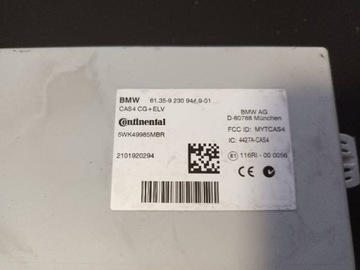 BMW 61.35-9 230 944.9-01
CAS4 CG+ELV
Continental
5WK49985MBR
2101920294
BMW AG
D-80788 München
FCC ID: MYTCAS4
IC: 4427A-CAS4
E1 116RI - 00 0056